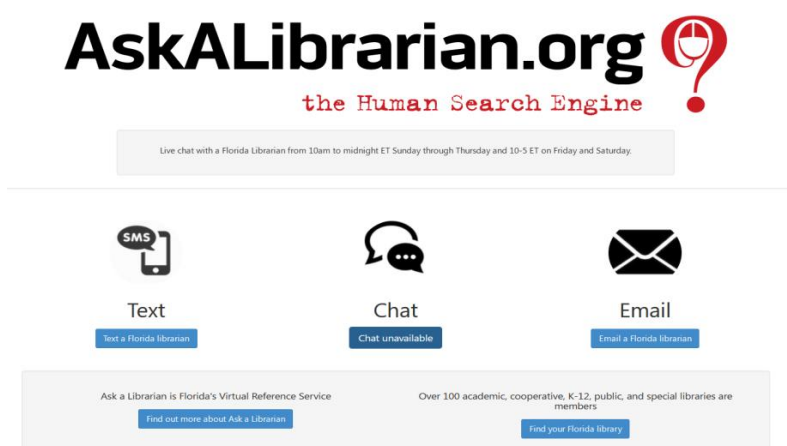 AskALibrarian.org
the Human Search Engine
Live chat with a Florida Librarian from 10am to midnight ET Sunday through Thursday and 10-5 ET on Friday and Saturday.
SMS
Text
Text a Florida librarian
Chat
Chat unavailable
Email
Email a Florida librarian
Ask a Librarian is Florida's Virtual Reference Service
Find out more about Ask a Librarian
Over 100 academic, cooperative, K-12, public, and special libraries are
members
Find your Florida library